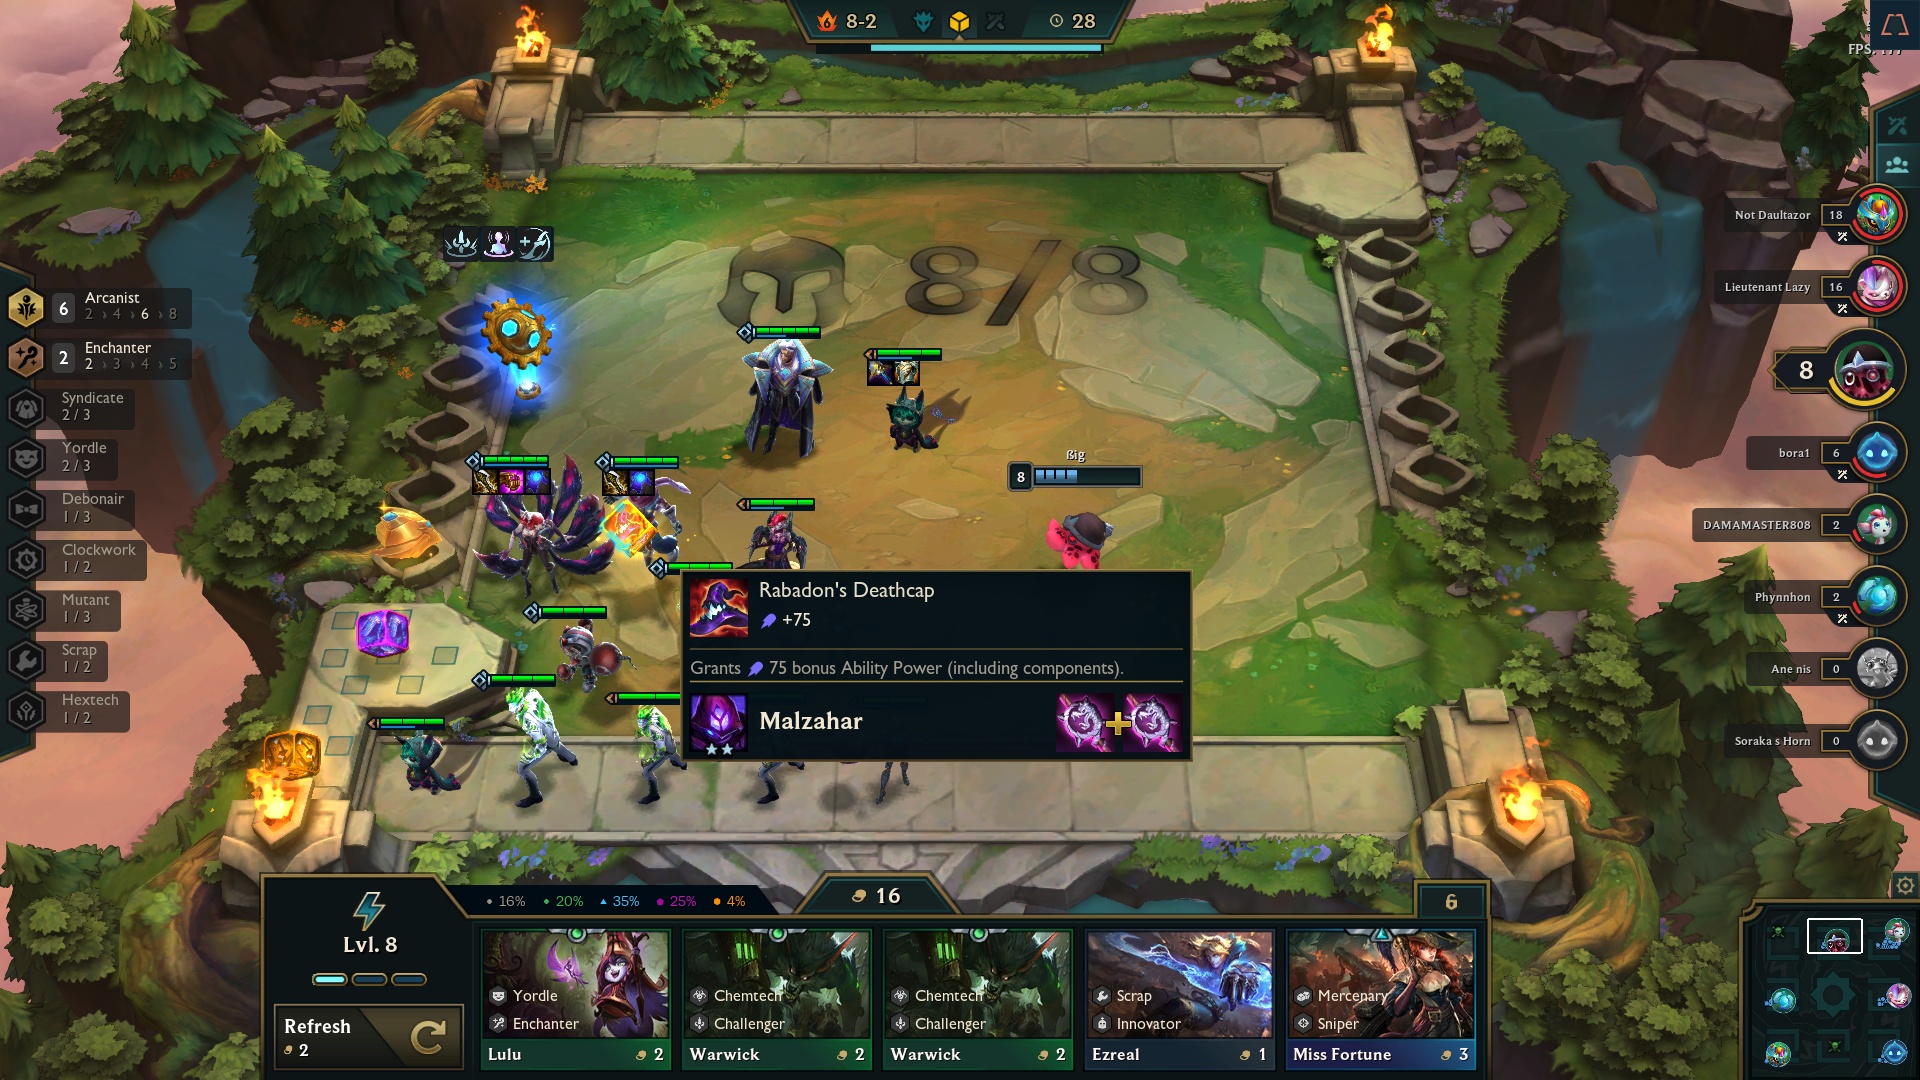 8-2
28
FPS: 177
Not Daultazor 18
Lieutenant Lazy 16
8
bora1 6
DAMAMASTER808 2
Phynnhon 2
Ane nis 0
Soraka s Horn 0
6 Arcanist
2 › 4 › 6 › 8
2 Enchanter
2 › 3 › 4 › 5
Syndicate
2 / 3
Yordle
2 / 3
Debonair
1 / 3
Clockwork
1 / 2
Mutant
1 / 3
Scrap
1 / 2
Hextech
1 / 2
8/8
ßig
8
Rabadon's Deathcap
+75
Grants 75 bonus Ability Power (including components).
Malzahar
+
16% 20% 35% 25% 4%
16
6
Lvl. 8
Refresh
2
Yordle
Enchanter
Lulu 2
Chemtech
Challenger
Warwick 2
Chemtech
Challenger
Warwick 2
Scrap
Innovator
Ezreal 1
Mercenary
Sniper
Miss Fortune 3